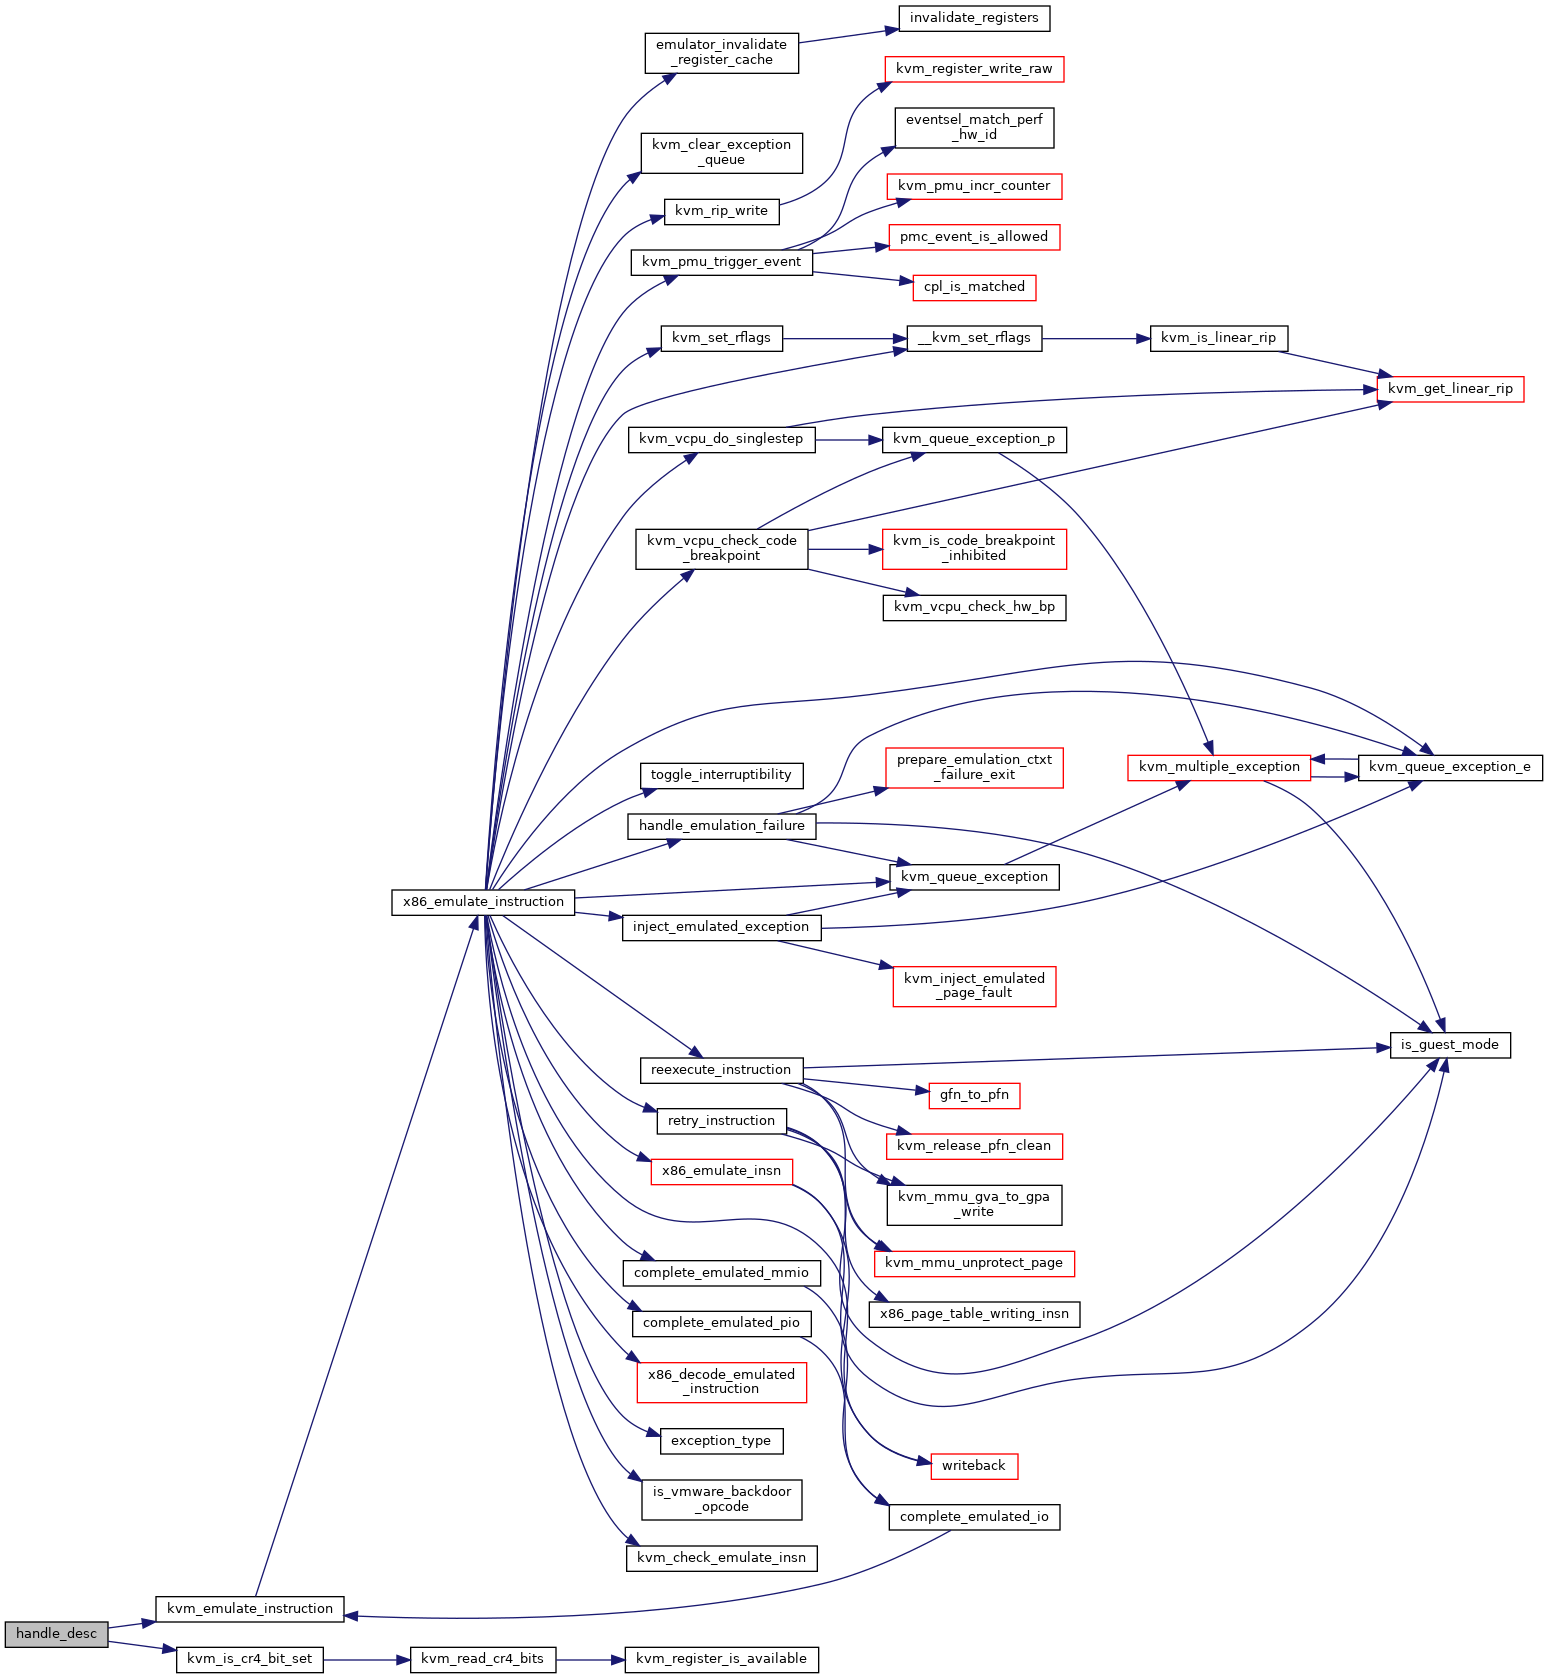 invalidate_registers
emulator_invalidate
_register_cache
kvm_register_write_raw
eventsel_match_perf
_hw_id
kvm_clear_exception
_queue
kvm_pmu_incr_counter
kvm_rip_write
pmc_event_is_allowed
kvm_pmu_trigger_event
cpl_is_matched
kvm_set_rflags
__kvm_set_rflags
kvm_is_linear_rip
kvm_get_linear_rip
kvm_vcpu_do_singlestep
kvm_queue_exception_p
kvm_vcpu_check_code
_breakpoint
kvm_is_code_breakpoint
_inhibited
kvm_vcpu_check_hw_bp
prepare_emulation_ctxt
_failure_exit
kvm_multiple_exception
kvm_queue_exception_e
toggle_interruptibility
handle_emulation_failure
kvm_queue_exception
x86_emulate_instruction
inject_emulated_exception
kvm_inject_emulated
_page_fault
is_guest_mode
reexecute_instruction
gfn_to_pfn
retry_instruction
kvm_release_pfn_clean
x86_emulate_insn
kvm_mmu_gva_to_gpa
_write
complete_emulated_mmio
kvm_mmu_unprotect_page
complete_emulated_pio
x86_page_table_writing_insn
x86_decode_emulated
_instruction
exception_type
writeback
is_vmware_backdoor
_opcode
complete_emulated_io
kvm_check_emulate_insn
kvm_emulate_instruction
handle_desc
kvm_is_cr4_bit_set
kvm_read_cr4_bits
kvm_register_is_available